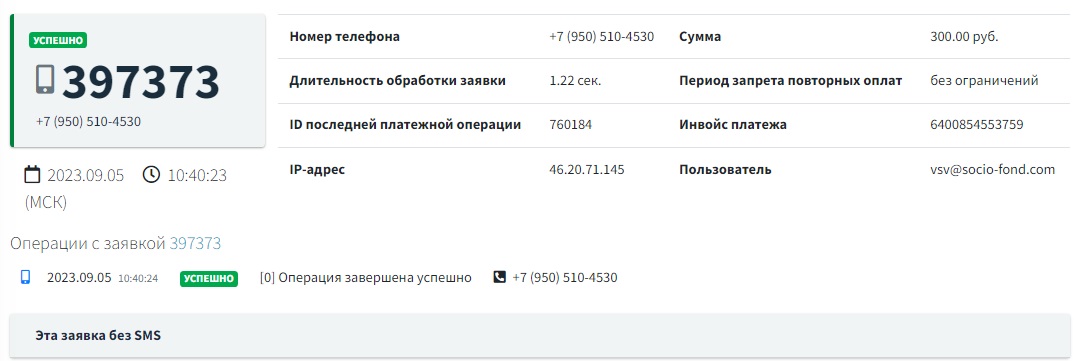 УСПЕШНО
397373
+7 (950) 510-4530
2023.09.05 10:40:23
(МСК)
Номер телефона +7 (950) 510-4530 Сумма 300.00 руб.
Длительность обработки заявки 1.22 сек. Период запрета повторных оплат без ограничений
ID последней платежной операции 760184 Инвойс платежа 6400854553759
IP-адрес 46.20.71.145 Пользователь vsv@socio-fond.com
Операции с заявкой 397373
2023.09.05 10:40:24 УСПЕШНО [0] Операция завершена успешно +7 (950) 510-4530
Эта заявка без SMS